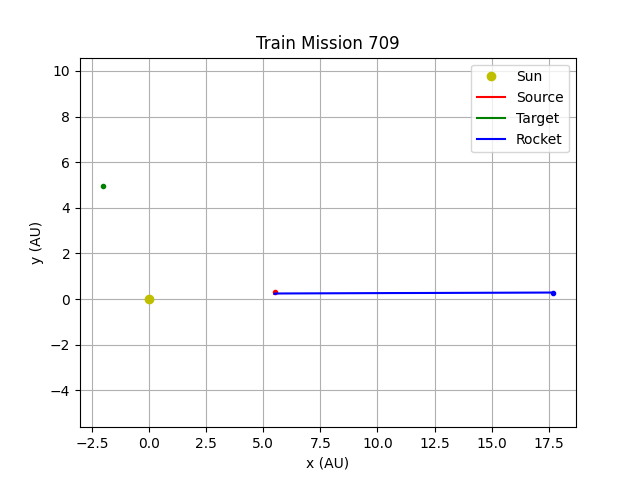 Train Mission 709
10
8
6
4
2
0
−2
−4
y (AU)
Sun
Source
Target
Rocket
−2.5 0.0 2.5 5.0 7.5 10.0 12.5 15.0 17.5
x (AU)